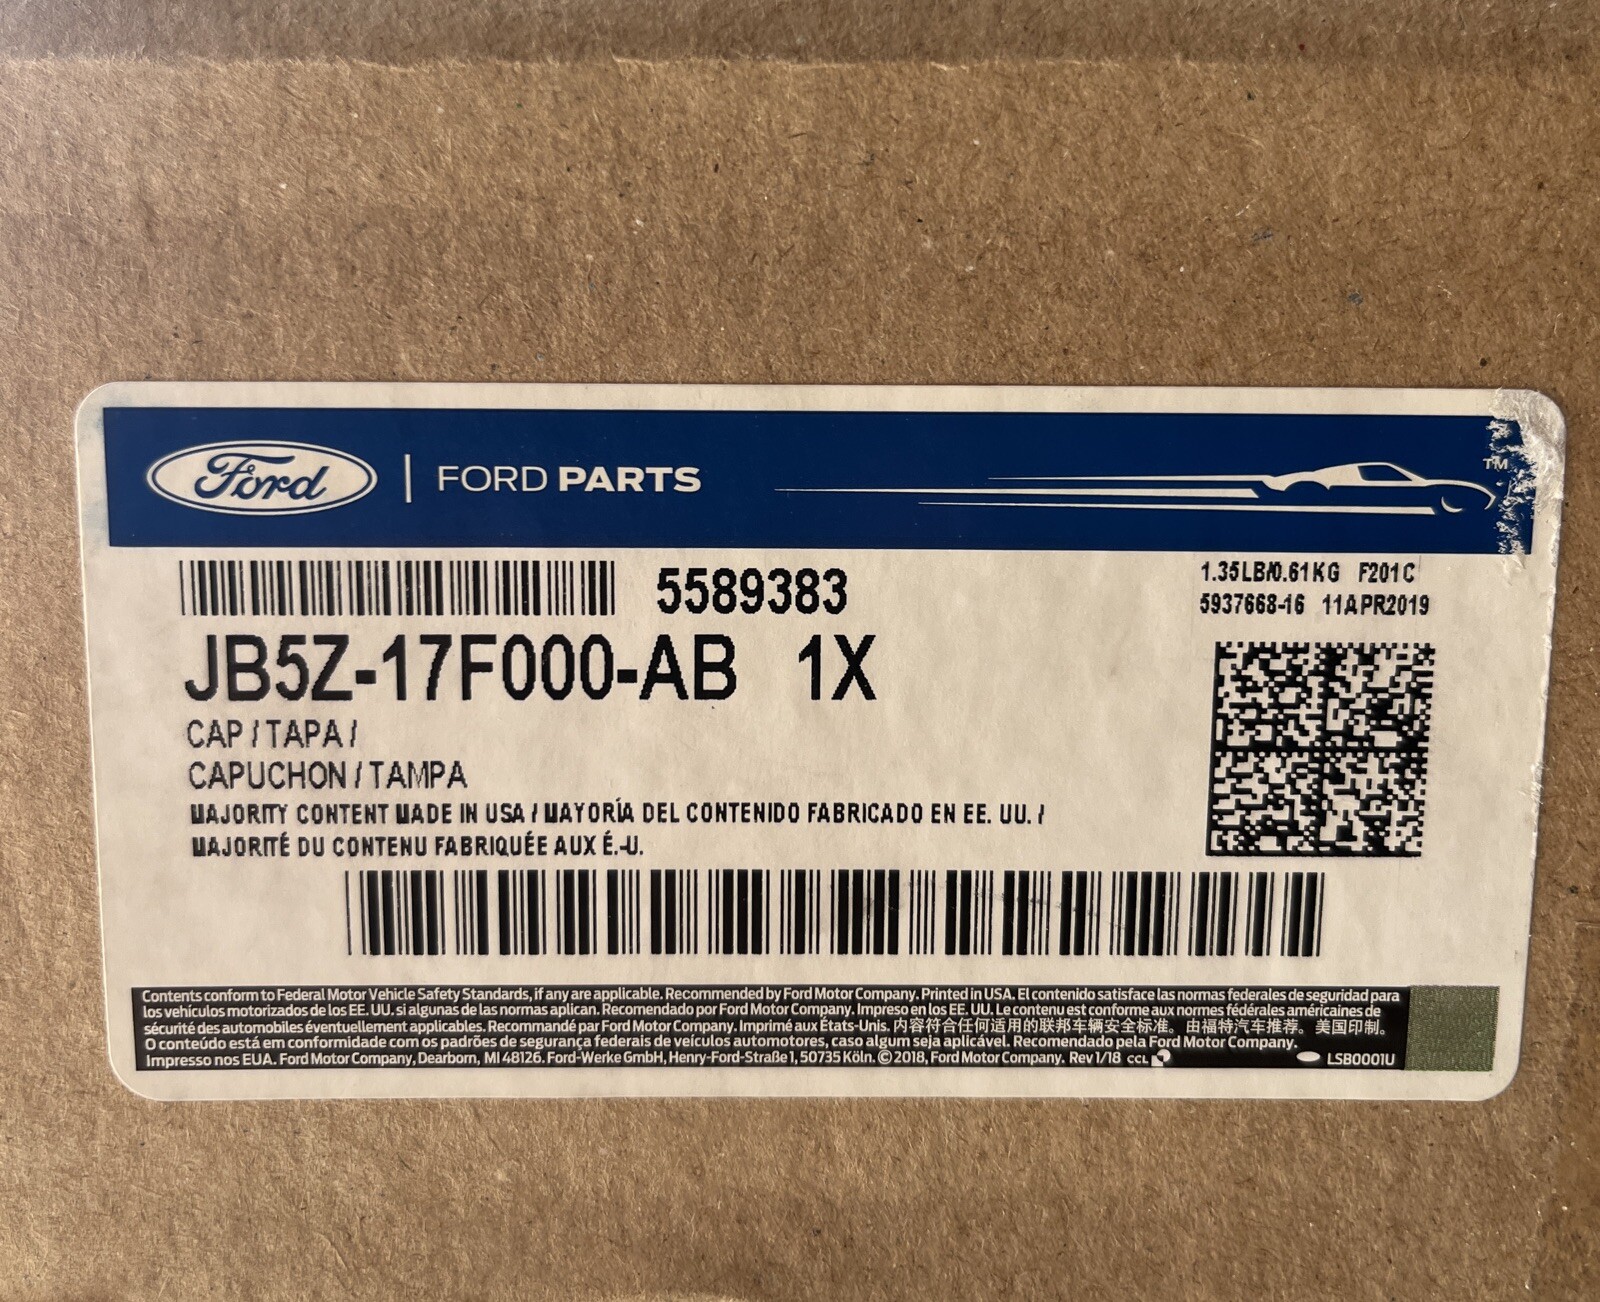 Ford | FORD PARTS
TM
5589383
1.35LB/0.61KG F201C
5937668-16 11APR2019
JB5Z-17F000-AB 1X
CAP / TAPA /
CAPUCHON / TAMPA
MAJORITY CONTENT MADE IN USA / MAYORÍA DEL CONTENIDO FABRICADO EN EE. UU. /
MAJORITÉ DU CONTENU FABRIQUÉE AUX É.-U.
Contents conform to Federal Motor Vehicle Safety Standards, if any are applicable. Recommended by Ford Motor Company. Printed in USA. El contenido satisface las normas federales de seguridad para
los vehículos motorizados de los EE. UU. si algunas de las normas aplican. Recomendado por Ford Motor Company. Impreso en los EE. UU. Le contenu est conforme aux normes fédérales américaines de
sécurité des automobiles éventuellement applicables. Recommandé par Ford Motor Company. Imprimé aux États-Unis. 内容符合任何适用的联邦车辆安全标准。 由福特汽车推荐。 美国印制。
O conteúdo está em conformidade com os padrões de segurança federais de veículos automotores, caso algum seja aplicável. Recomendado pela Ford Motor Company.
Impresso nos EUA. Ford Motor Company, Dearborn, MI 48126. Ford-Werke GmbH, Henry-Ford-Straße 1, 50735 Köln. © 2018, Ford Motor Company. Rev 1/18 CCL LSB0001U